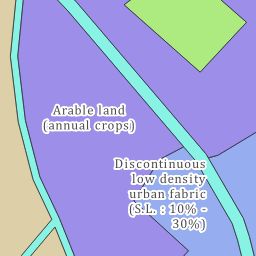 Arable land
(annual crops)
Discontinuous
low density
urban fabric
(S.L. : 10% -
30%)